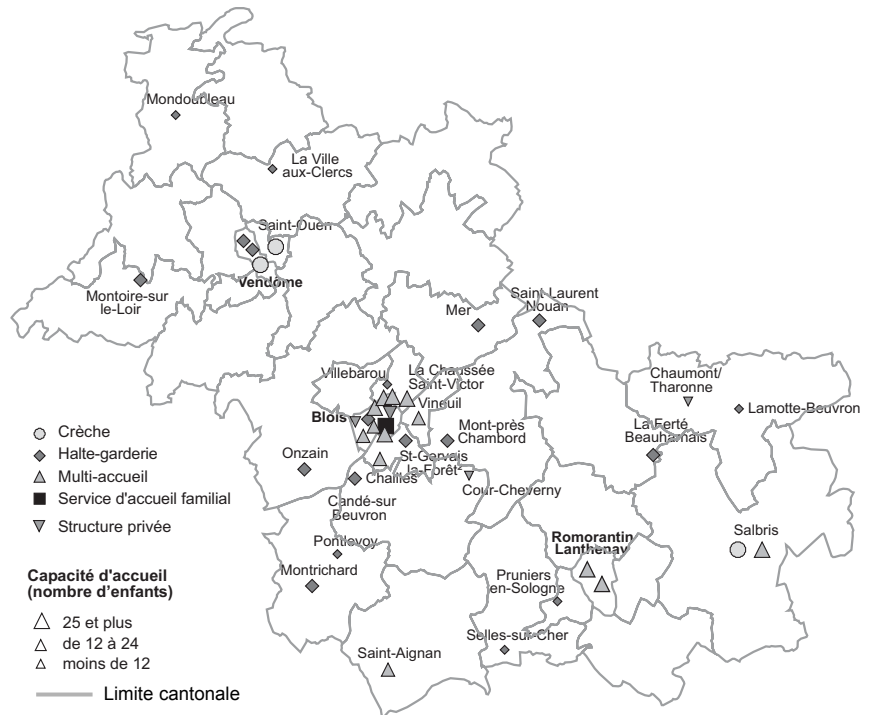 Mondoubleau
La Ville
aux-Clercs
Saint-Ouen
Vendôme
Montoire-sur
le-Loir
Mer
Saint Laurent
Nouan
Villebarou
La Chaussée
Saint-Victor
Vineuil
Blois
Chaumont/
Tharonne
Lamotte-Beuvron
La Ferté
Beauharnais
Mont-près
Chambord
Onzain
St-Gervais
la-Forêt
Chailles
Candé-sur
Beuvron
Cour-Cheverny
Pontlevoy
Montrichard
Romorantin
Lanthenay
Salbris
Pruniers
en-Sologne
Selles-sur-Cher
Saint-Aignan
Crèche
Halte-garderie
Multi-accueil
Service d'accueil familial
Structure privée
Capacité d'accueil
(nombre d’enfants)
25 et plus
de 12 à 24
moins de 12
Limite cantonale